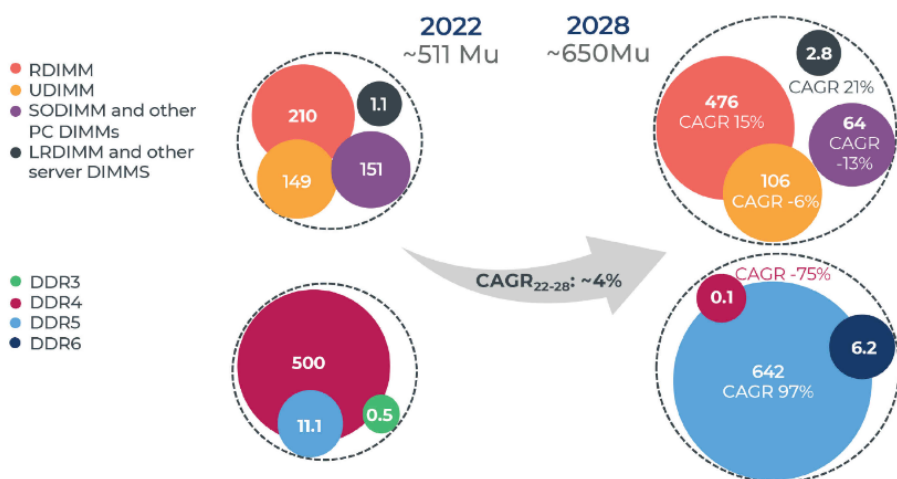 2022
~511 Mu
2028
~650Mu
RDIMM
UDIMM
SODIMM and other
PC DIMMs
LRDIMM and other
server DIMMS
210
1.1
149
151
476
CAGR 15%
2.8
CAGR 21%
64
CAGR
-13%
106
CAGR -6%
CAGR22-28: ~4%
DDR3
DDR4
DDR5
DDR6
500
11.1
0.5
CAGR -75%
0.1
6.2
642
CAGR 97%